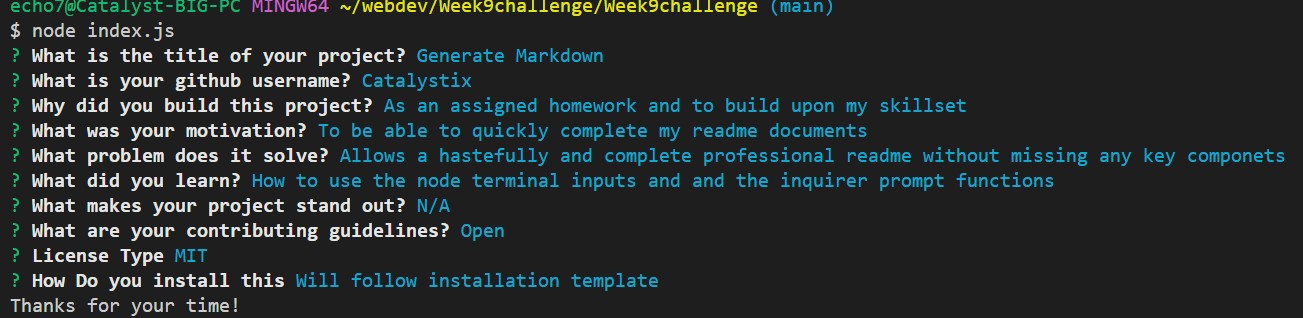 echo7@Catalyst-BIG-PC MINGW64 ~/webdev/Week9challenge/Week9challenge (main)
$ node index.js
? What is the title of your project? Generate Markdown
? What is your github username? Catalystix
? Why did you build this project? As an assigned homework and to build upon my skillset
? What was your motivation? To be able to quickly complete my readme documents
? What problem does it solve? Allows a hastefully and complete professional readme without missing any key componets
? What did you learn? How to use the node terminal inputs and and the inquirer prompt functions
? What makes your project stand out? N/A
? What are your contributing guidelines? Open
? License Type MIT
? How Do you install this Will follow installation template
Thanks for your time!